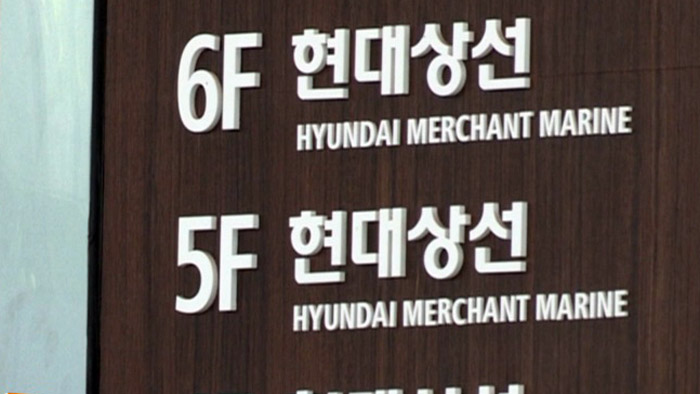 6F 현대상선
HYUNDAI MERCHANT MARINE
5F 현대상선
HYUNDAI MERCHANT MARINE